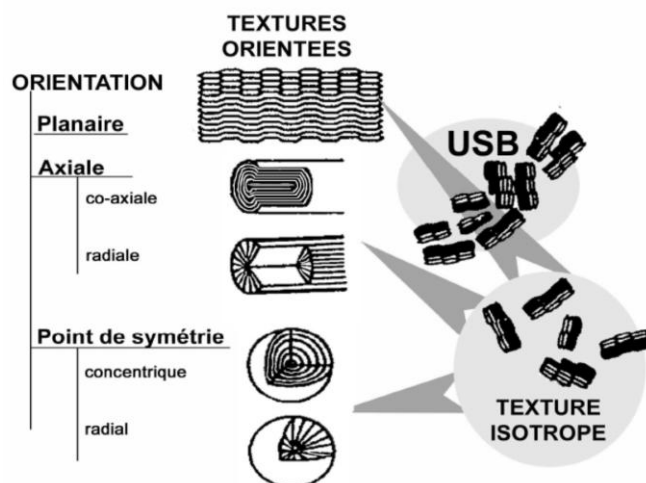 TEXTURES
ORIENTEES
ORIENTATION
Planaire
Axiale
co-axiale
radiale
Point de symétrie
concentrique
radial
USB
TEXTURE
ISOTROPE